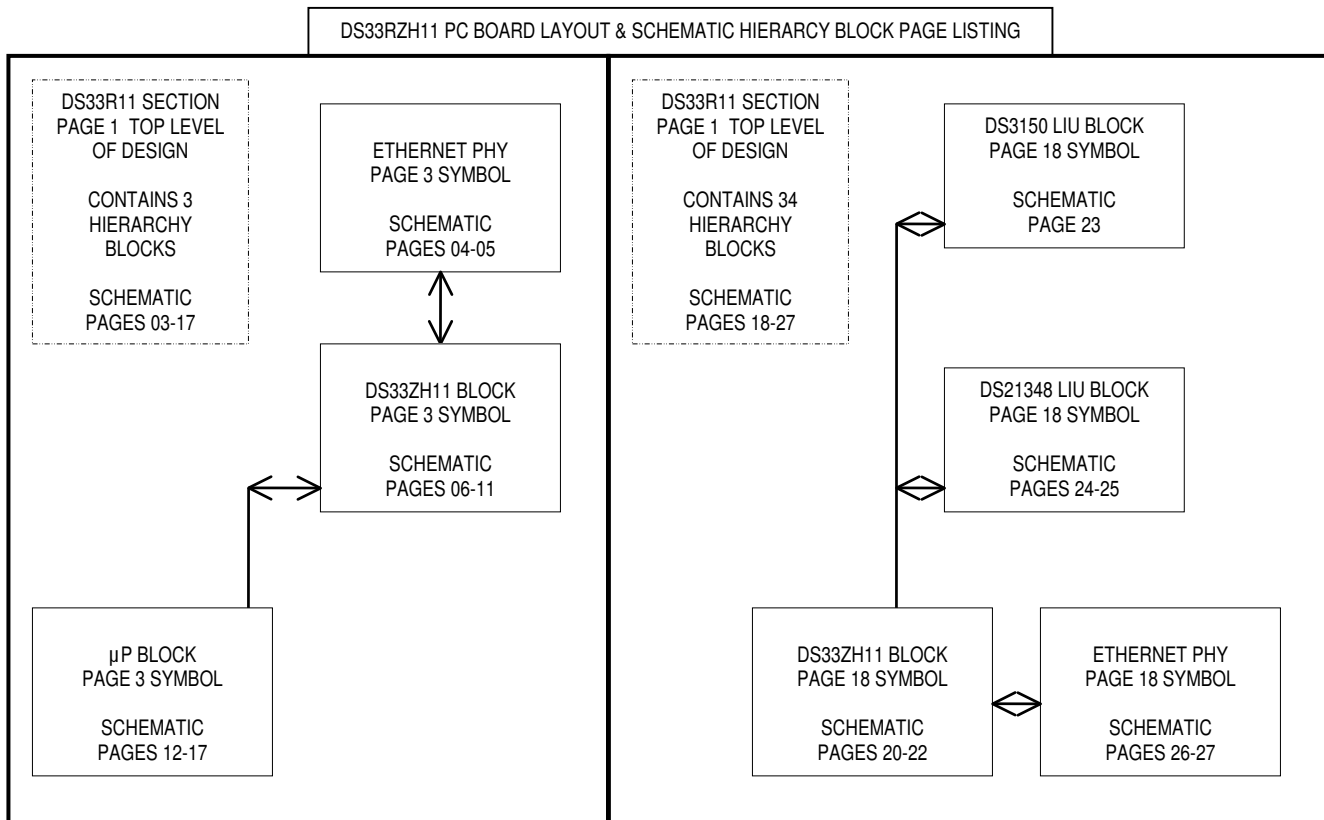 DS33RZH11 PC BOARD LAYOUT & SCHEMATIC HIERARCY BLOCK PAGE LISTING
DS33R11 SECTION
PAGE 1 TOP LEVEL
OF DESIGN
CONTAINS 3
HIERARCHY
BLOCKS
SCHEMATIC
PAGES 03-17
ETHERNET PHY
PAGE 3 SYMBOL
SCHEMATIC
PAGES 04-05
DS33ZH11 BLOCK
PAGE 3 SYMBOL
SCHEMATIC
PAGES 06-11
µP BLOCK
PAGE 3 SYMBOL
SCHEMATIC
PAGES 12-17
DS33R11 SECTION
PAGE 1 TOP LEVEL
OF DESIGN
CONTAINS 34
HIERARCHY
BLOCKS
SCHEMATIC
PAGES 18-27
DS3150 LIU BLOCK
PAGE 18 SYMBOL
SCHEMATIC
PAGE 23
DS21348 LIU BLOCK
PAGE 18 SYMBOL
SCHEMATIC
PAGES 24-25
DS33ZH11 BLOCK
PAGE 18 SYMBOL
SCHEMATIC
PAGES 20-22
ETHERNET PHY
PAGE 18 SYMBOL
SCHEMATIC
PAGES 26-27